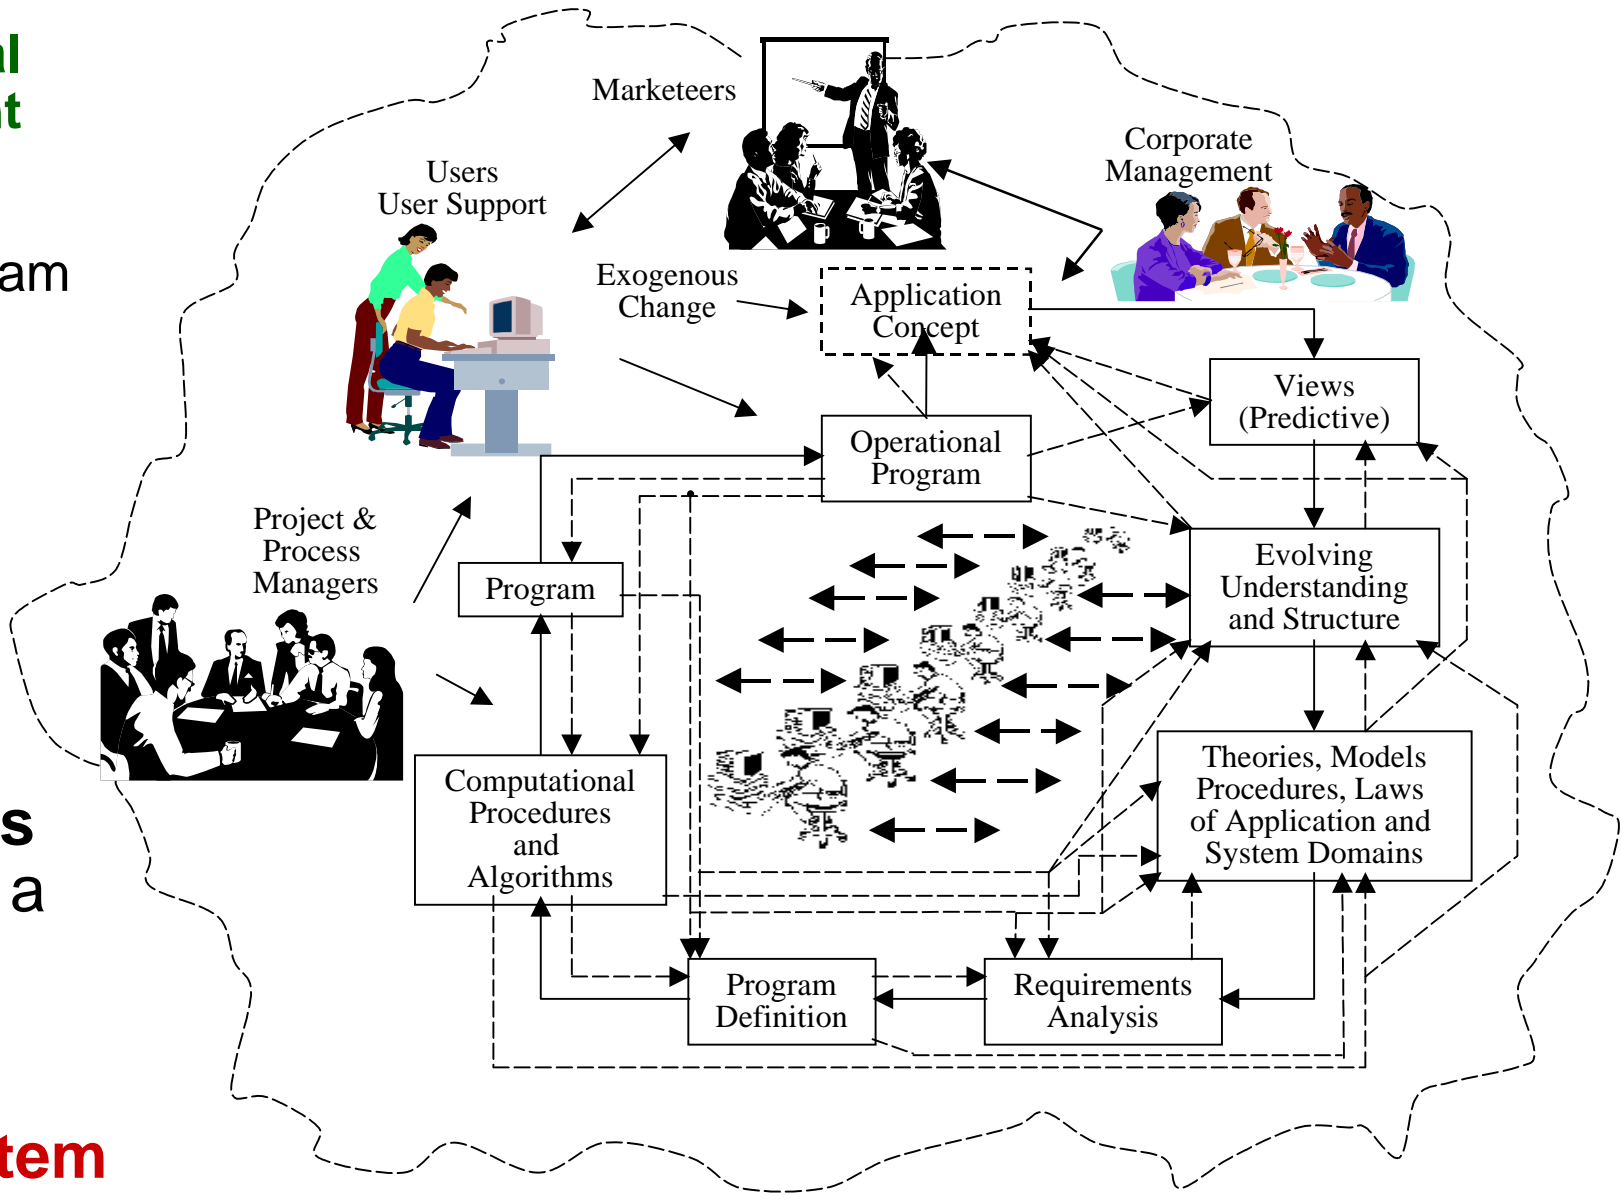 al
nt
am
s
a
tem
Marketeers
Corporate
Management
Users
User Support
Exogenous
Change
Application
Concept
Views
(Predictive)
Operational
Program
Project &
Process
Managers
Program
Evolving
Understanding
and Structure
Computational
Procedures
and
Algorithms
Theories, Models
Procedures, Laws
of Application and
System Domains
Program
Definition
Requirements
Analysis